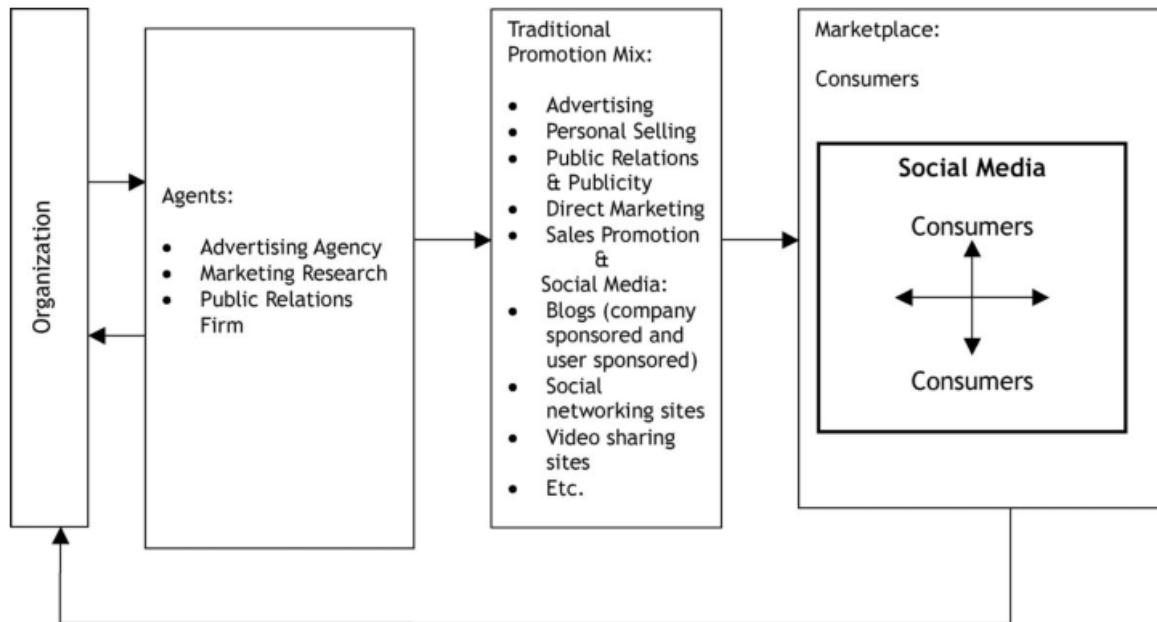 Organization
Agents:
• Advertising Agency
• Marketing Research
• Public Relations
Firm
Traditional
Promotion Mix:
• Advertising
• Personal Selling
• Public Relations
& Publicity
• Direct Marketing
• Sales Promotion
&
Social Media:
• Blogs (company
sponsored and
user sponsored)
• Social
networking sites
• Video sharing
sites
• Etc.
Marketplace:
Consumers
Social Media
Consumers
Consumers